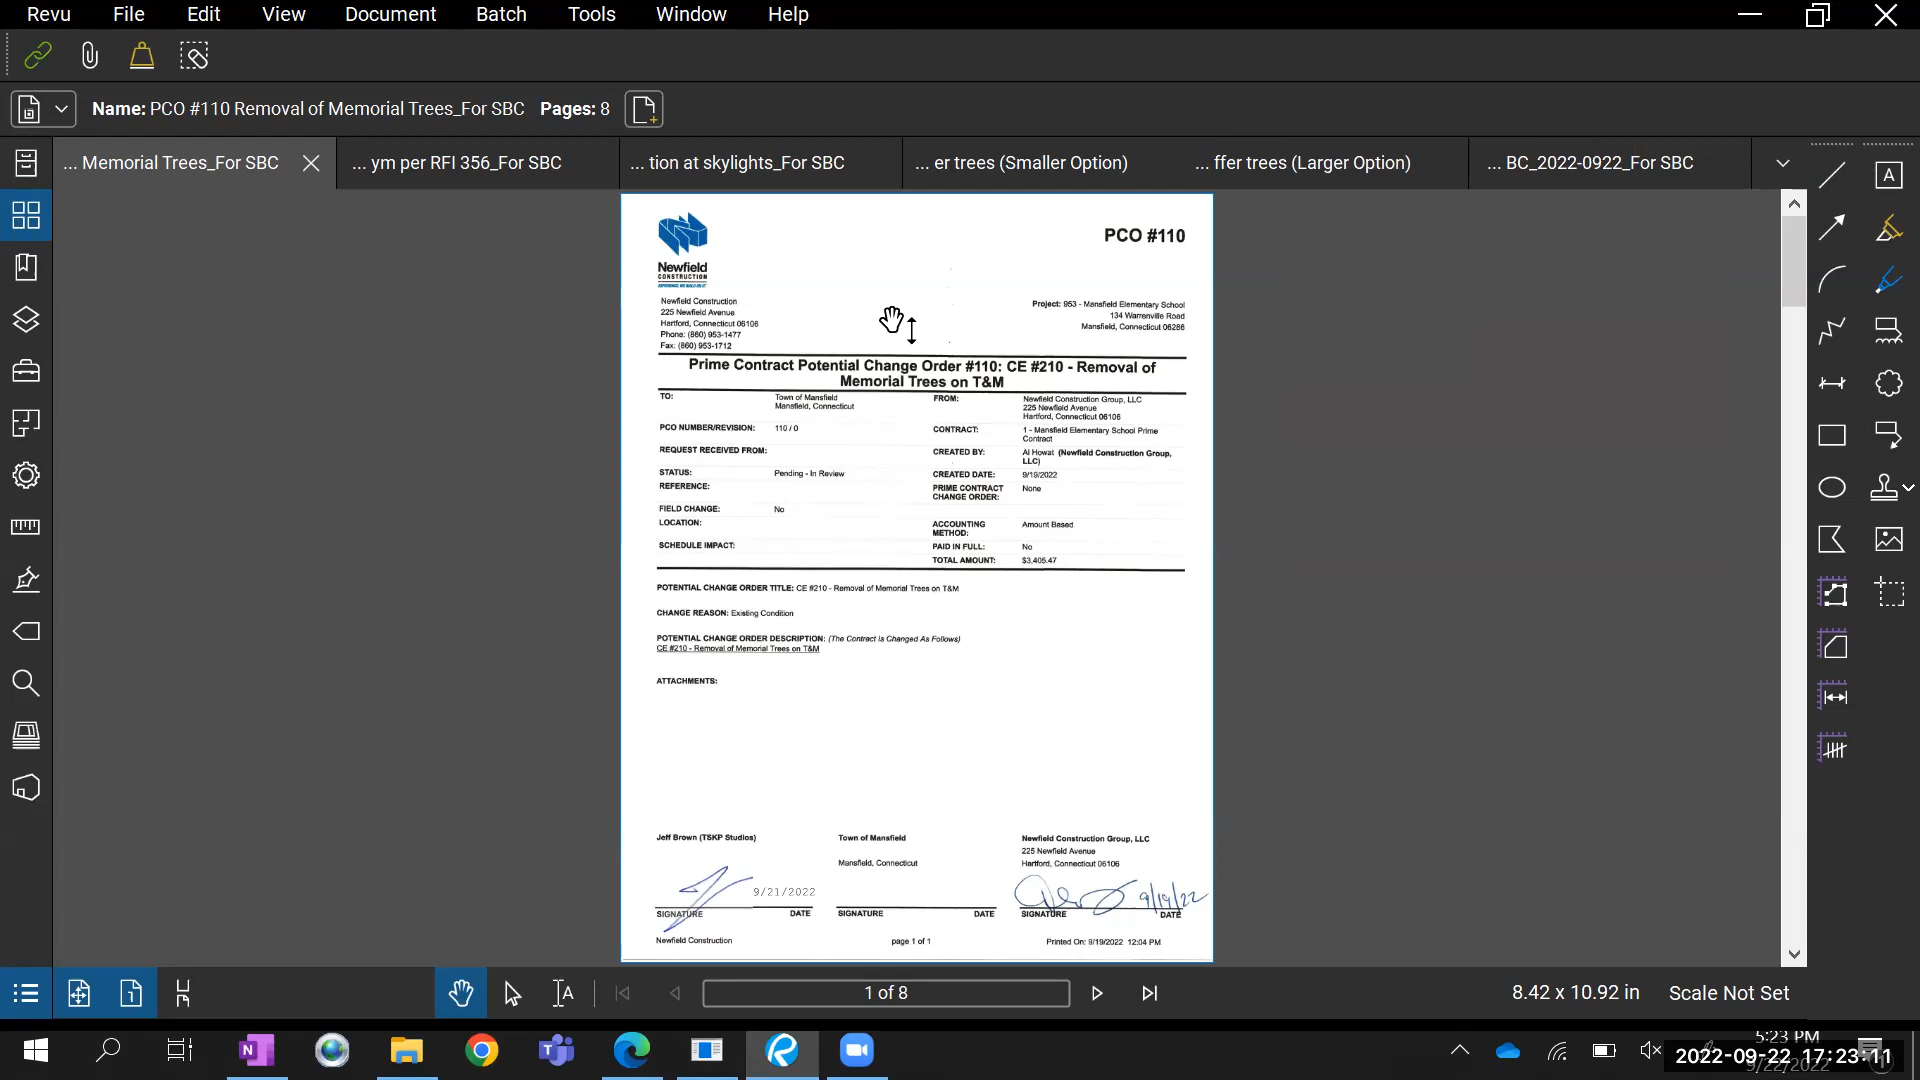 Revu File Edit View Document Batch Tools Window Help
Name: PCO #110 Removal of Memorial Trees_For SBC Pages: 8
... Memorial Trees_For SBC ... ym per RFI 356_For SBC ... tion at skylights_For SBC ... er trees (Smaller Option) ... ffer trees (Larger Option) ... BC_2022-0922_For SBC
PCO #110
Newfield
CONSTRUCTION
Newfield Construction
225 Newfield Avenue
Hartford, Connecticut 06106
Phone: (860) 953-1477
Fax: (860) 953-1712
Project: 953 - Mansfield Elementary School
134 Warrenville Road
Mansfield, Connecticut 06286
Prime Contract Potential Change Order #110: CE #210 - Removal of
Memorial Trees on T&M
TO: Town of Mansfield
Mansfield, Connecticut
FROM: Newfield Construction Group, LLC
225 Newfield Avenue
Hartford, Connecticut 06106
PCO NUMBER/REVISION: 110 / 0
CONTRACT: 1 - Mansfield Elementary School Prime
Contract
REQUEST RECEIVED FROM:
CREATED BY: Al Howat (Newfield Construction Group,
LLC)
STATUS: Pending - In Review
CREATED DATE: 9/19/2022
REFERENCE:
PRIME CONTRACT None
CHANGE ORDER:
FIELD CHANGE: No
LOCATION:
ACCOUNTING Amount Based
METHOD:
SCHEDULE IMPACT:
PAID IN FULL: No
TOTAL AMOUNT: $3,405.47
POTENTIAL CHANGE ORDER TITLE: CE #210 - Removal of Memorial Trees on T&M
CHANGE REASON: Existing Condition
POTENTIAL CHANGE ORDER DESCRIPTION: (The Contract Is Changed As Follows)
CE #210 - Removal of Memorial Trees on T&M
ATTACHMENTS:
Jeff Brown (TSKP Studios)
Town of Mansfield
Mansfield, Connecticut
Newfield Construction Group, LLC
225 Newfield Avenue
Hartford, Connecticut 06106
9/21/2022
9/19/22
SIGNATURE DATE SIGNATURE DATE SIGNATURE DATE
Newfield Construction page 1 of 1 Printed On: 9/19/2022 12:04 PM
1 of 8
8.42 x 10.92 in Scale Not Set
5:23 PM
2022-09-22 17:23:11
9/22/2022